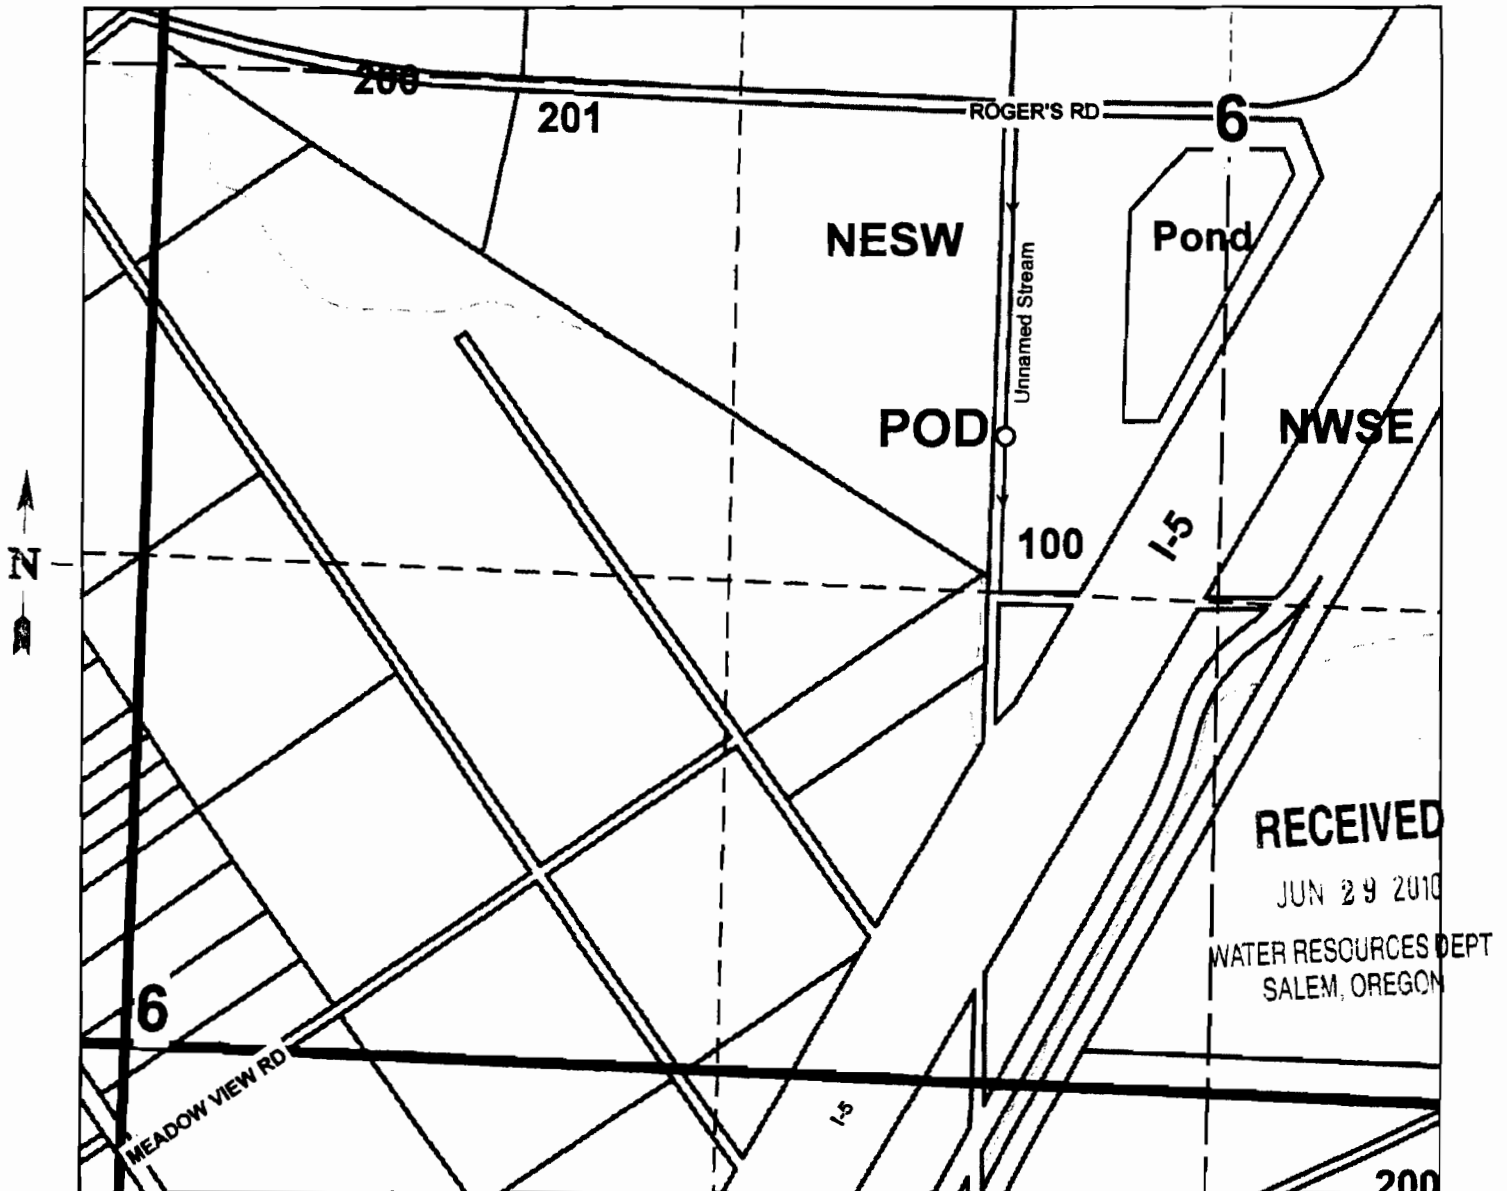 200
201
ROGER'S RD
6
NESW
Pond
Unnamed Stream
POD
NWSE
100
I-5
N
RECEIVED
JUN 29 2010
WATER RESOURCES DEPT
SALEM, OREGON
6
MEADOW VIEW RD
I-5
200